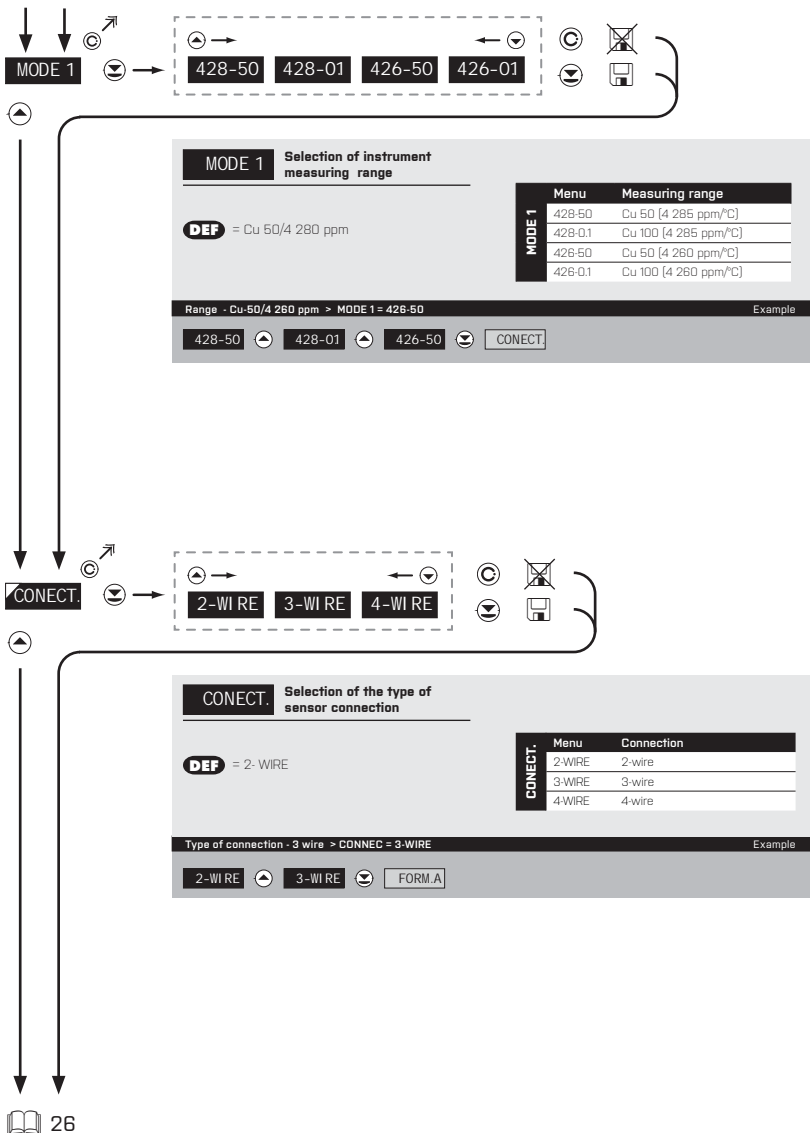 MODE 1
428-50 428-01 426-50 426-01
MODE 1 Selection of instrument
measuring range
DEF = Cu 50/4 280 ppm
MODE 1
Menu Measuring range
428-50 Cu 50 (4 285 ppm/°C)
428-0.1 Cu 100 (4 285 ppm/°C)
426-50 Cu 50 (4 260 ppm/°C)
426-0.1 Cu 100 (4 260 ppm/°C)
Range - Cu-50/4 260 ppm > MODE 1 = 426-50 Example
428-50 428-01 426-50 CONECT.
CONECT.
2-WIRE 3-WIRE 4-WIRE
CONECT. Selection of the type of
sensor connection
DEF = 2- WIRE
CONECT.
Menu Connection
2-WIRE 2-wire
3-WIRE 3-wire
4-WIRE 4-wire
Type of connection - 3 wire > CONNEC = 3-WIRE Example
2-WIRE 3-WIRE FORM.A
26